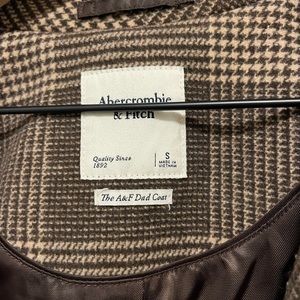 Abercrombie
& Fitch
Quality Since
1892
S
MADE IN
VIETNAM
The A&F Dad Coat